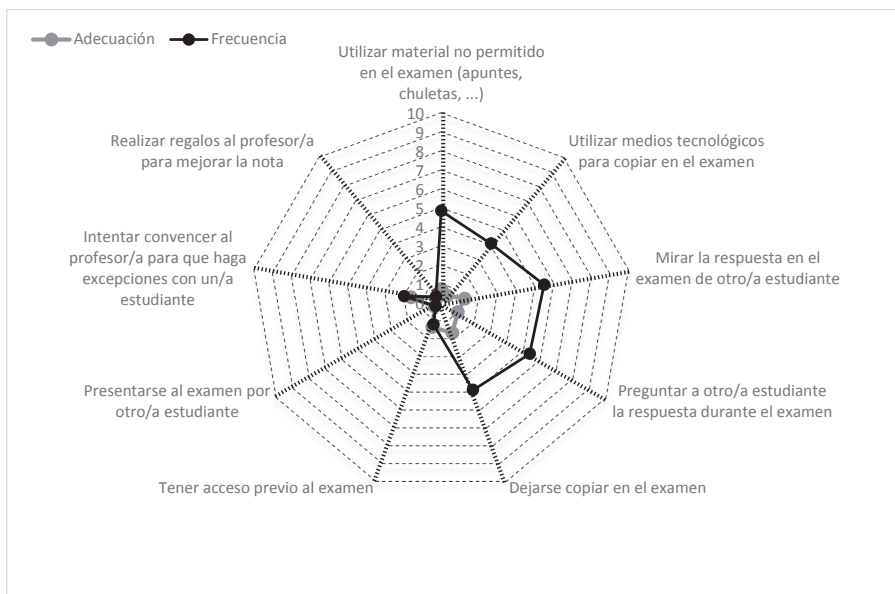 Adecuación
Frecuencia
Utilizar material no permitido
en el examen (apuntes,
chuletas, ...)
Realizar regalos al profesor/a
para mejorar la nota
Utilizar medios tecnológicos
para copiar en el examen
Intentar convencer al
profesor/a para que haga
excepciones con un/a
estudiante
Mirar la respuesta en el
examen de otro/a estudiante
Presentarse al examen por
otro/a estudiante
Preguntar a otro/a estudiante
la respuesta durante el examen
Tener acceso previo al examen
Dejarse copiar en el examen
10
9
8
7
6
5
4
3
2
1
0